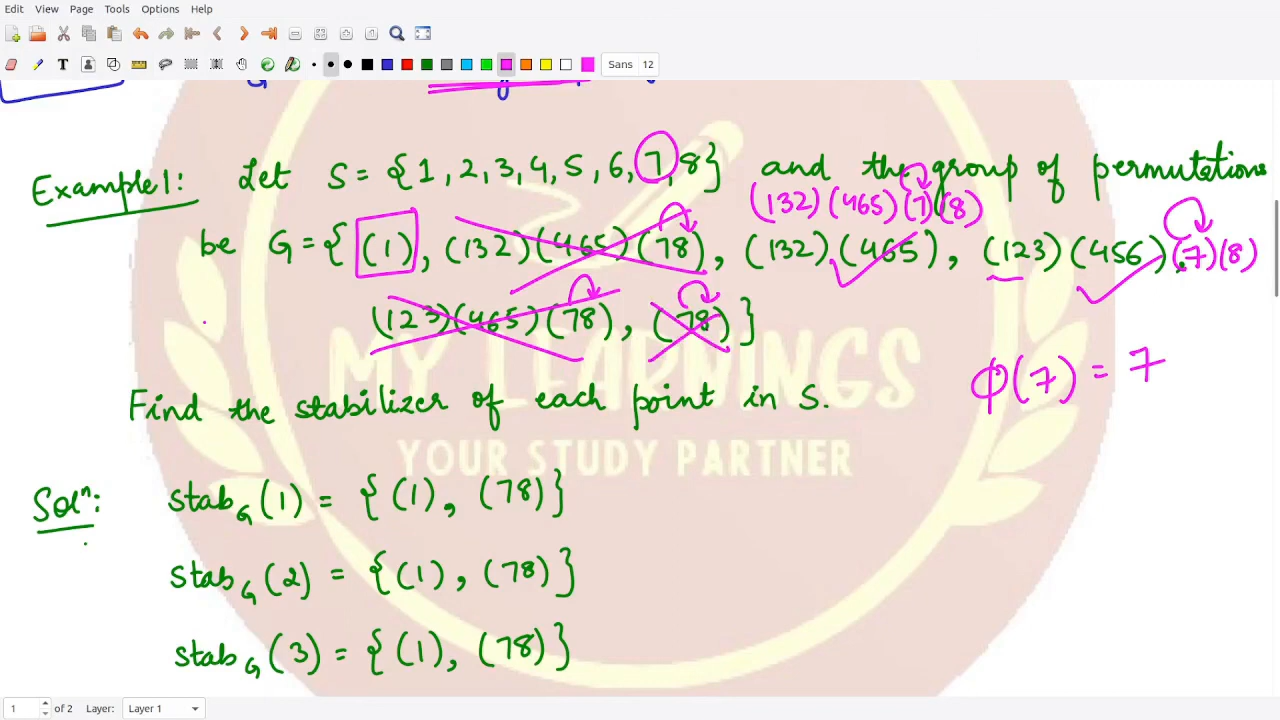 Edit View Page Tools Options Help
Sans 12
Example1: Let S = {1, 2, 3, 4, 5, 6, 7, 8} and the group of permutations
(132)(465)(7)(8)
be G = { (1), (132)(465)(78), (132)(465), (123)(456), (7)(8)
(123)(465)(78), (78) }
φ(7) = 7
Find the stabilizer of each point in S.
MY LEARNINGS
YOUR STUDY PARTNER
Solⁿ: stab_G (1) = {(1), (78)}
stab_G (2) = {(1), (78)}
stab_G (3) = {(1), (78)}
1 of 2 Layer: Layer 1